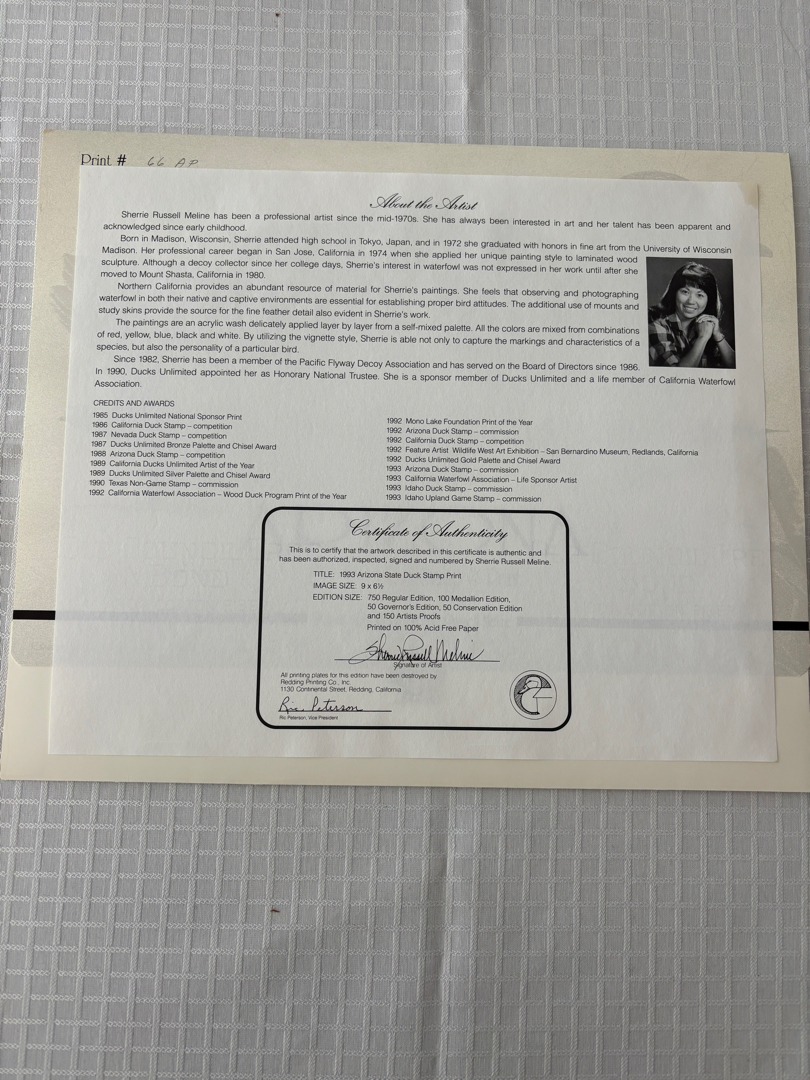 Print # 66 AP
About the Artist
Sherrie Russell Meline has been a professional artist since the mid-1970s. She has always been interested in art and her talent has been apparent and
acknowledged since early childhood.
Born in Madison, Wisconsin, Sherrie attended high school in Tokyo, Japan, and in 1972 she graduated with honors in fine art from the University of Wisconsin
Madison. Her professional career began in San Jose, California in 1974 when she applied her unique painting style to laminated wood
sculpture. Although a decoy collector since her college days, Sherrie's interest in waterfowl was not expressed in her work until after she
moved to Mount Shasta, California in 1980.
Northern California provides an abundant resource of material for Sherrie's paintings. She feels that observing and photographing
waterfowl in both their native and captive environments are essential for establishing proper bird attitudes. The additional use of mounts and
study skins provide the source for the fine feather detail also evident in Sherrie's work.
The paintings are an acrylic wash delicately applied layer by layer from a self-mixed palette. All the colors are mixed from combinations
of red, yellow, blue, black and white. By utilizing the vignette style, Sherrie is able not only to capture the markings and characteristics of a
species, but also the personality of a particular bird.
Since 1982, Sherrie has been a member of the Pacific Flyway Decoy Association and has served on the Board of Directors since 1986.
In 1990, Ducks Unlimited appointed her as Honorary National Trustee. She is a sponsor member of Ducks Unlimited and a life member of California Waterfowl
Association.
CREDITS AND AWARDS
1985 Ducks Unlimited National Sponsor Print
1986 California Duck Stamp – competition
1987 Nevada Duck Stamp – competition
1987 Ducks Unlimited Bronze Palette and Chisel Award
1988 Arizona Duck Stamp – competition
1989 California Ducks Unlimited Artist of the Year
1989 Ducks Unlimited Silver Palette and Chisel Award
1990 Texas Non-Game Stamp – commission
1992 California Waterfowl Association – Wood Duck Program Print of the Year
1992 Mono Lake Foundation Print of the Year
1992 Arizona Duck Stamp – commission
1992 California Duck Stamp – competition
1992 Feature Artist Wildlife West Art Exhibition – San Bernardino Museum, Redlands, California
1992 Ducks Unlimited Gold Palette and Chisel Award
1993 Arizona Duck Stamp – commission
1993 California Waterfowl Association – Life Sponsor Artist
1993 Idaho Duck Stamp – commission
1993 Idaho Upland Game Stamp – commission
Certificate of Authenticity
This is to certify that the artwork described in this certificate is authentic and
has been authorized, inspected, signed and numbered by Sherrie Russell Meline.
TITLE: 1993 Arizona State Duck Stamp Print
IMAGE SIZE: 9 x 6½
EDITION SIZE: 750 Regular Edition, 100 Medallion Edition,
50 Governor's Edition, 50 Conservation Edition
and 150 Artists Proofs
Printed on 100% Acid Free Paper
Sherrie Russell Meline
Signature of Artist
All printing plates for this edition have been destroyed by
Redding Printing Co., Inc.
1130 Continental Street, Redding, California
Ric Peterson
Ric Peterson, Vice President